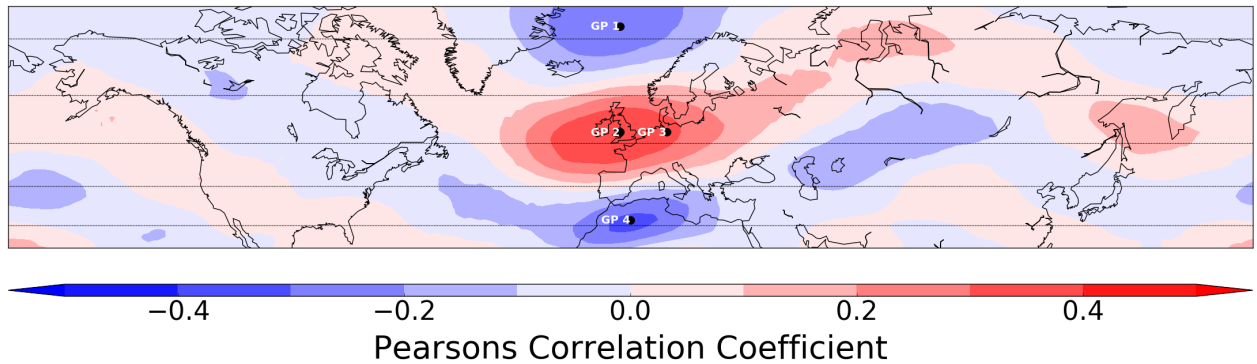 GP 1
GP 2 GP 3
GP 4
−0.4 −0.2 0.0 0.2 0.4
Pearsons Correlation Coefficient